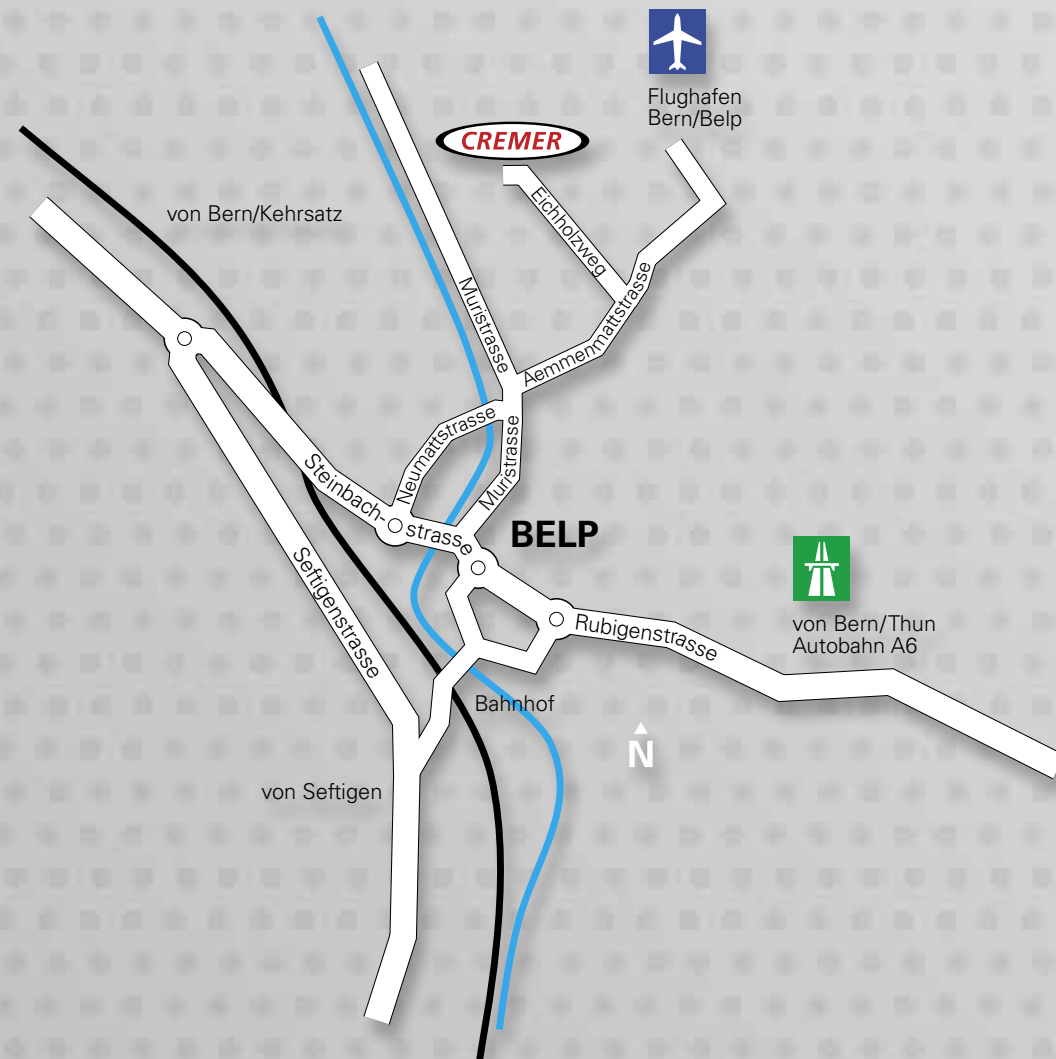 Flughafen
Bern/Belp
CREMER
von Bern/Kehrsatz
Eichholzweg
Muristrasse
Aemmenmattstrasse
Neumattstrasse
Muristrasse
Steinbach-
strasse
BELP
Seftigenstrasse
Rubigenstrasse
von Bern/Thun
Autobahn A6
Bahnhof
N
von Seftigen